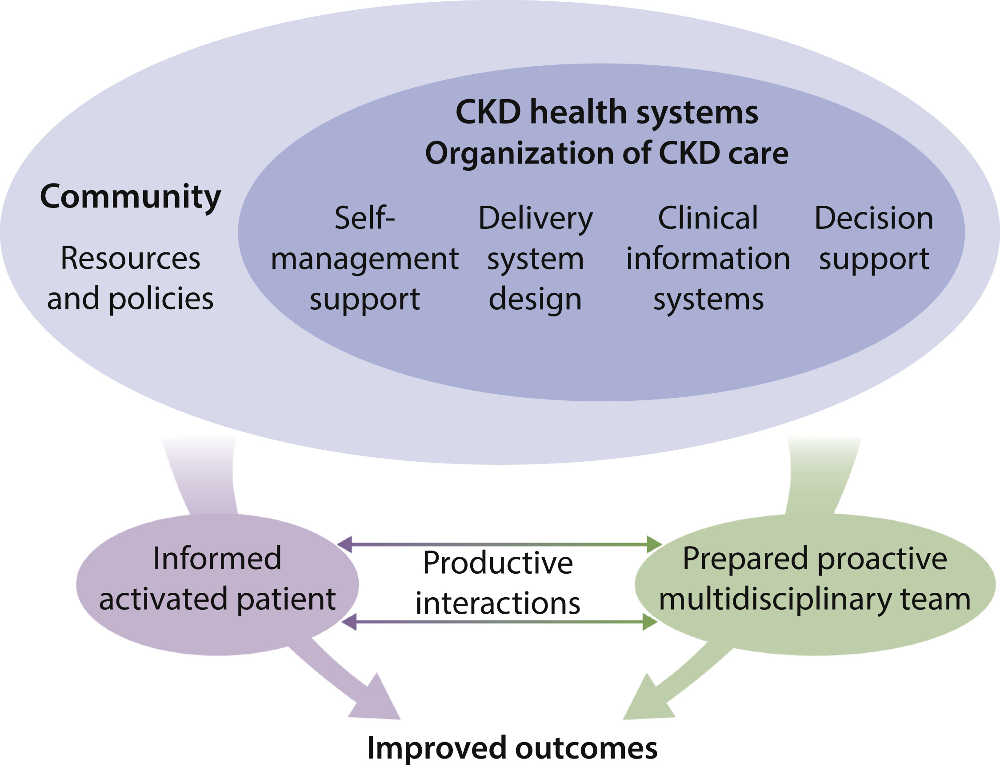 CKD health systems
Organization of CKD care
Community
Resources
and policies
Self-
management
support
Delivery
system
design
Clinical
information
systems
Decision
support
Informed
activated patient
Productive
interactions
Prepared proactive
multidisciplinary team
Improved outcomes